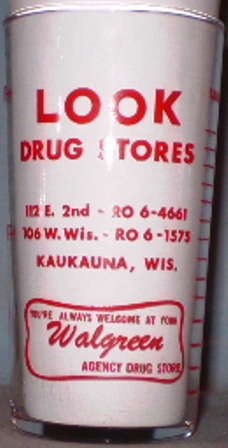 LOOK
DRUG STORES
112 E. 2nd - RO 6-4661
106 W. Wis. - RO 6-1575
KAUKAUNA, WIS.
YOU'RE ALWAYS WELCOME AT YOUR
Walgreen
AGENCY DRUG STORE